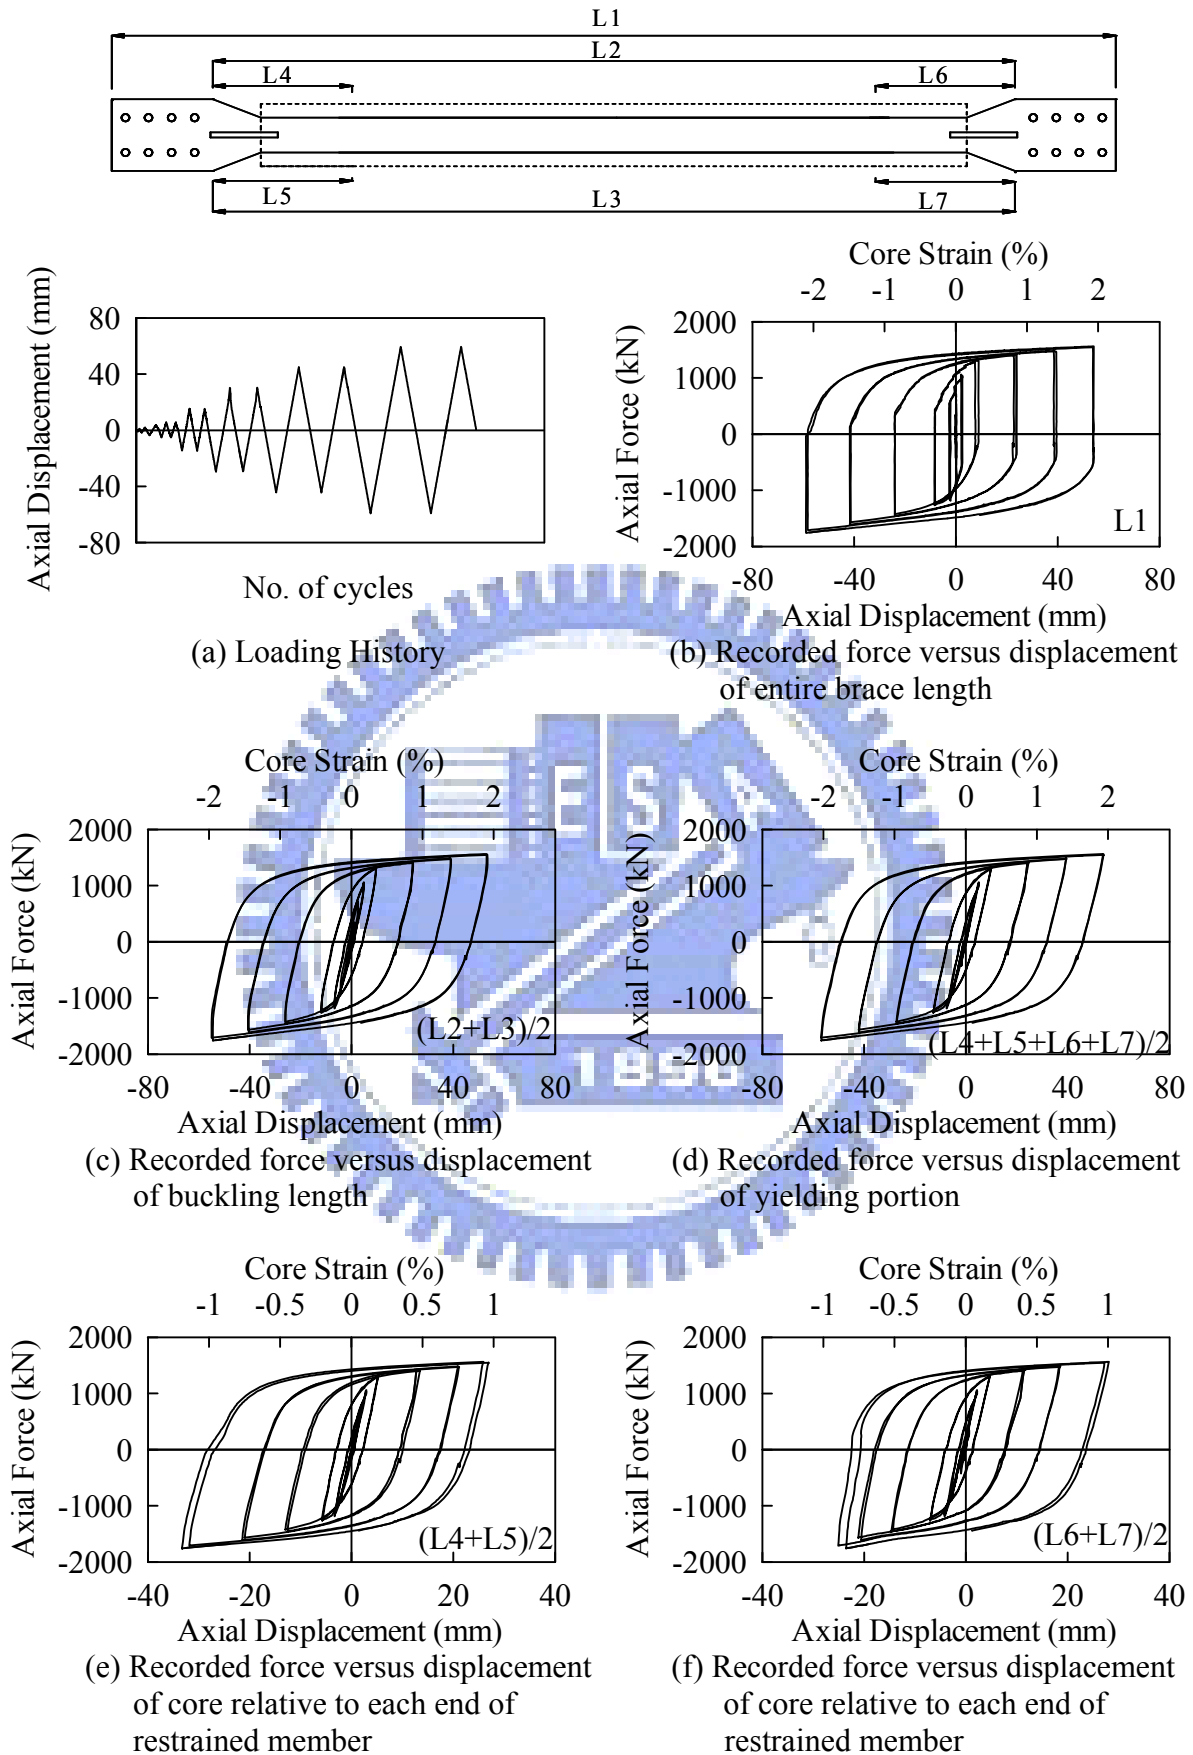 L1
L2
L4 L6
L5 L3 L7
Axial Displacement (mm)
80
40
0
-40
-80
No. of cycles
(a) Loading History
Core Strain (%)
-2 -1 0 1 2
Axial Force (kN)
2000
1000
0
-1000
-2000
L1
-80 -40 0 40 80
Axial Displacement (mm)
(b) Recorded force versus displacement
of entire brace length
Core Strain (%)
-2 -1 0 1 2
Axial Force (kN)
2000
1000
0
-1000
-2000
(L2+L3)/2
-80 -40 0 40 80
Axial Displacement (mm)
(c) Recorded force versus displacement
of buckling length
Core Strain (%)
-2 -1 0 1 2
Axial Force (kN)
2000
1000
0
-1000
-2000
(L4+L5+L6+L7)/2
-80 -40 0 40 80
Axial Displacement (mm)
(d) Recorded force versus displacement
of yielding portion
E S A
1896
Core Strain (%)
-1 -0.5 0 0.5 1
Axial Force (kN)
2000
1000
0
-1000
-2000
(L4+L5)/2
-40 -20 0 20 40
Axial Displacement (mm)
(e) Recorded force versus displacement
of core relative to each end of
restrained member
Core Strain (%)
-1 -0.5 0 0.5 1
Axial Force (kN)
2000
1000
0
-1000
-2000
(L6+L7)/2
-40 -20 0 20 40
Axial Displacement (mm)
(f) Recorded force versus displacement
of core relative to each end of
restrained member